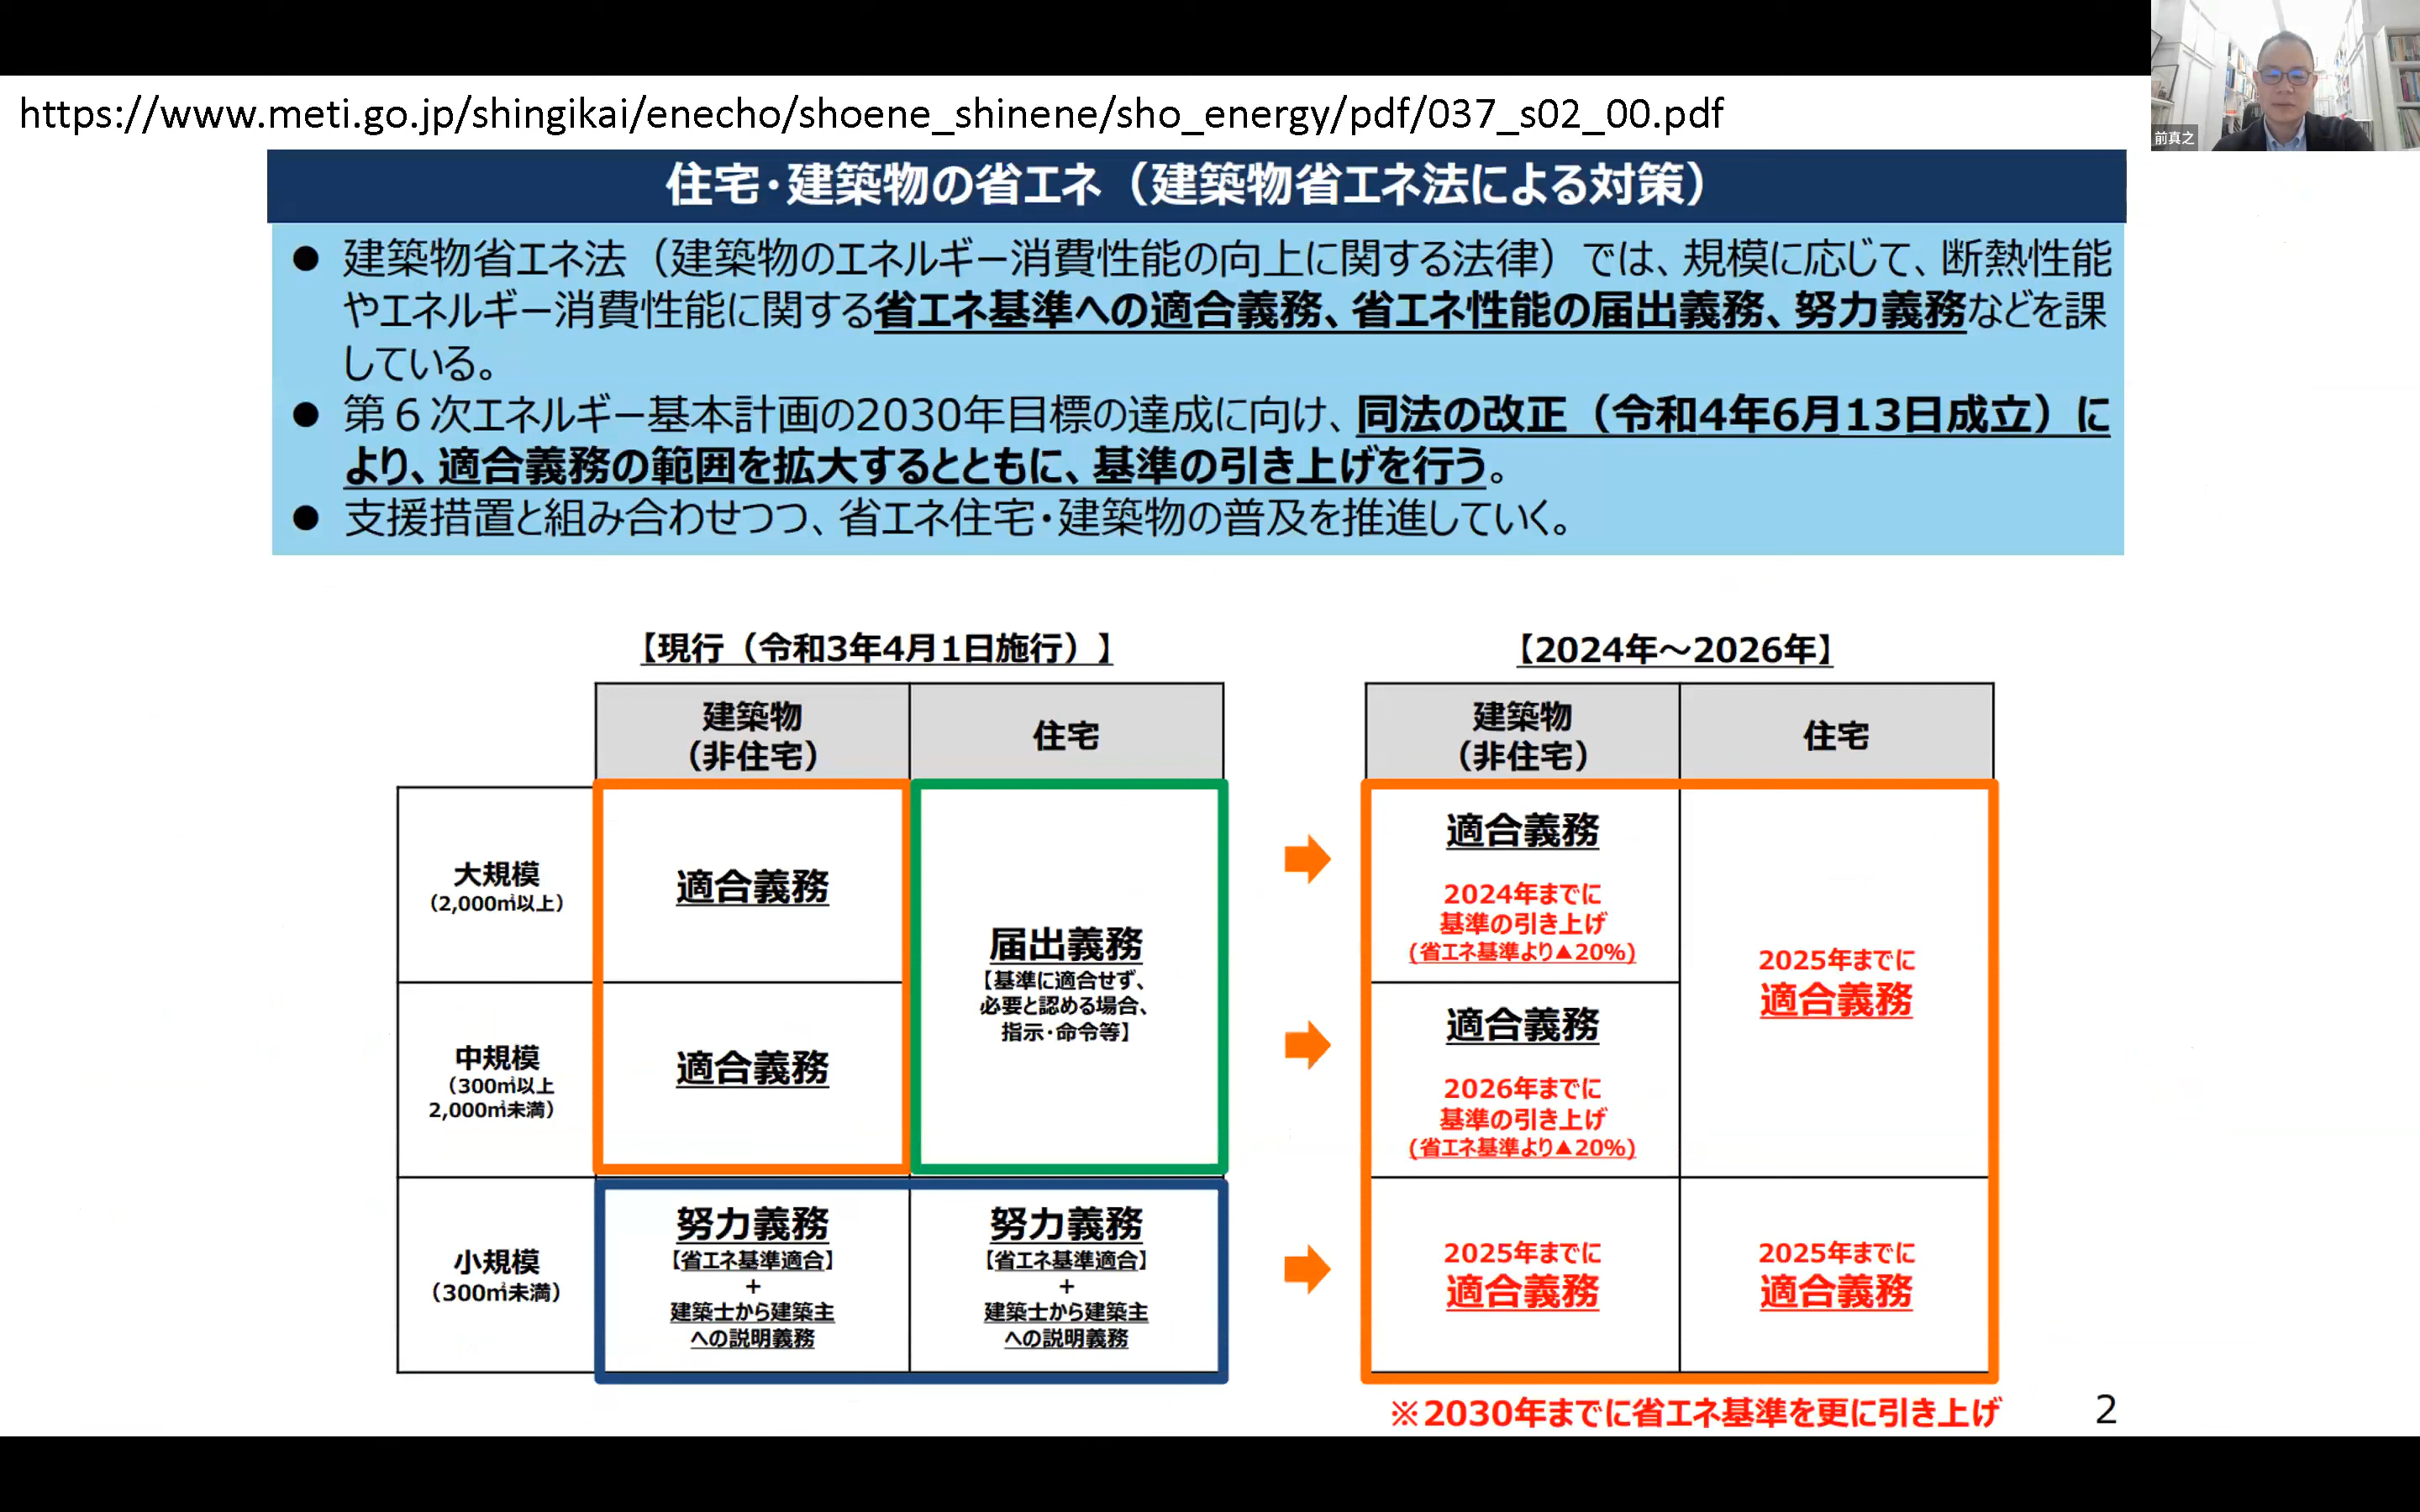 https://www.meti.go.jp/shingikai/enecho/shoene_shinene/sho_energy/pdf/037_s02_00.pdf
前真之
住宅・建築物の省エネ（建築物省エネ法による対策）
● 建築物省エネ法（建築物のエネルギー消費性能の向上に関する法律）では、規模に応じて、断熱性能
やエネルギー消費性能に関する省エネ基準への適合義務、省エネ性能の届出義務、努力義務などを課
している。
● 第６次エネルギー基本計画の2030年目標の達成に向け、同法の改正（令和4年6月13日成立）に
より、適合義務の範囲を拡大するとともに、基準の引き上げを行う。
● 支援措置と組み合わせつつ、省エネ住宅・建築物の普及を推進していく。
【現行（令和3年4月1日施行）】
建築物
（非住宅）
住宅
大規模
（2,000㎡以上）
適合義務
届出義務
【基準に適合せず、
必要と認める場合、
指示・命令等】
中規模
（300㎡以上
2,000㎡未満）
適合義務
小規模
（300㎡未満）
努力義務
【省エネ基準適合】
+
建築士から建築主
への説明義務
努力義務
【省エネ基準適合】
+
建築士から建築主
への説明義務
【2024年～2026年】
建築物
（非住宅）
住宅
適合義務
2024年までに
基準の引き上げ
(省エネ基準より▲20%)
2025年までに
適合義務
適合義務
2026年までに
基準の引き上げ
(省エネ基準より▲20%)
2025年までに
適合義務
2025年までに
適合義務
※2030年までに省エネ基準を更に引き上げ
2